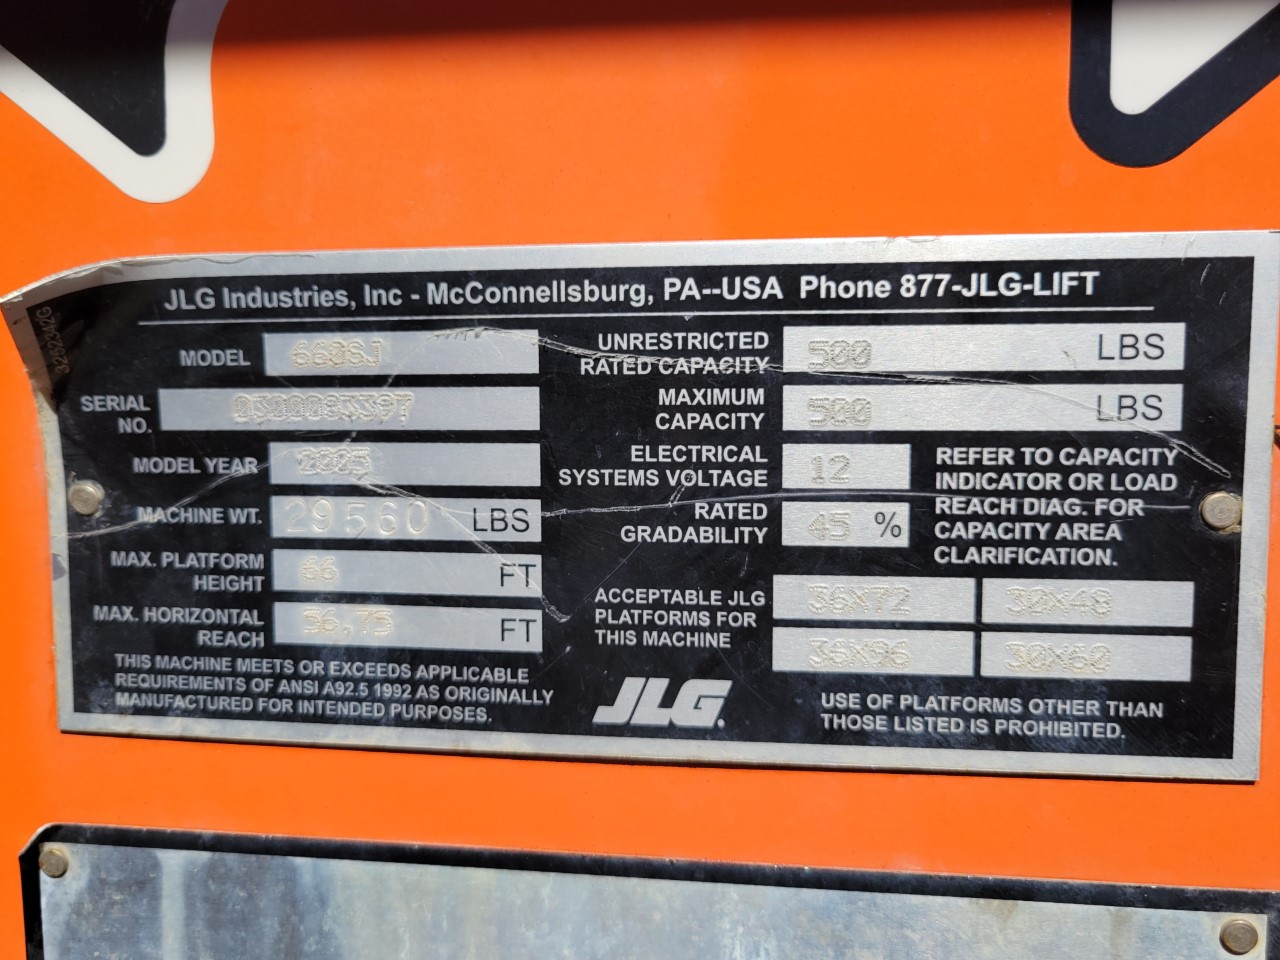 JLG Industries, Inc - McConnellsburg, PA--USA Phone 877-JLG-LIFT
MODEL 660SJ
SERIAL NO. 0300083397
MODEL YEAR 2005
MACHINE WT. 29560 LBS
MAX. PLATFORM HEIGHT 66 FT
MAX. HORIZONTAL REACH 56,75 FT
THIS MACHINE MEETS OR EXCEEDS APPLICABLE
REQUIREMENTS OF ANSI A92.5 1992 AS ORIGINALLY
MANUFACTURED FOR INTENDED PURPOSES.
UNRESTRICTED
RATED CAPACITY 500 LBS
MAXIMUM
CAPACITY 500 LBS
ELECTRICAL
SYSTEMS VOLTAGE 12
RATED
GRADABILITY 45 %
REFER TO CAPACITY
INDICATOR OR LOAD
REACH DIAG. FOR
CAPACITY AREA
CLARIFICATION.
ACCEPTABLE JLG
PLATFORMS FOR
THIS MACHINE
36X72 30X48
36X96 30X60
JLG.
USE OF PLATFORMS OTHER THAN
THOSE LISTED IS PROHIBITED.